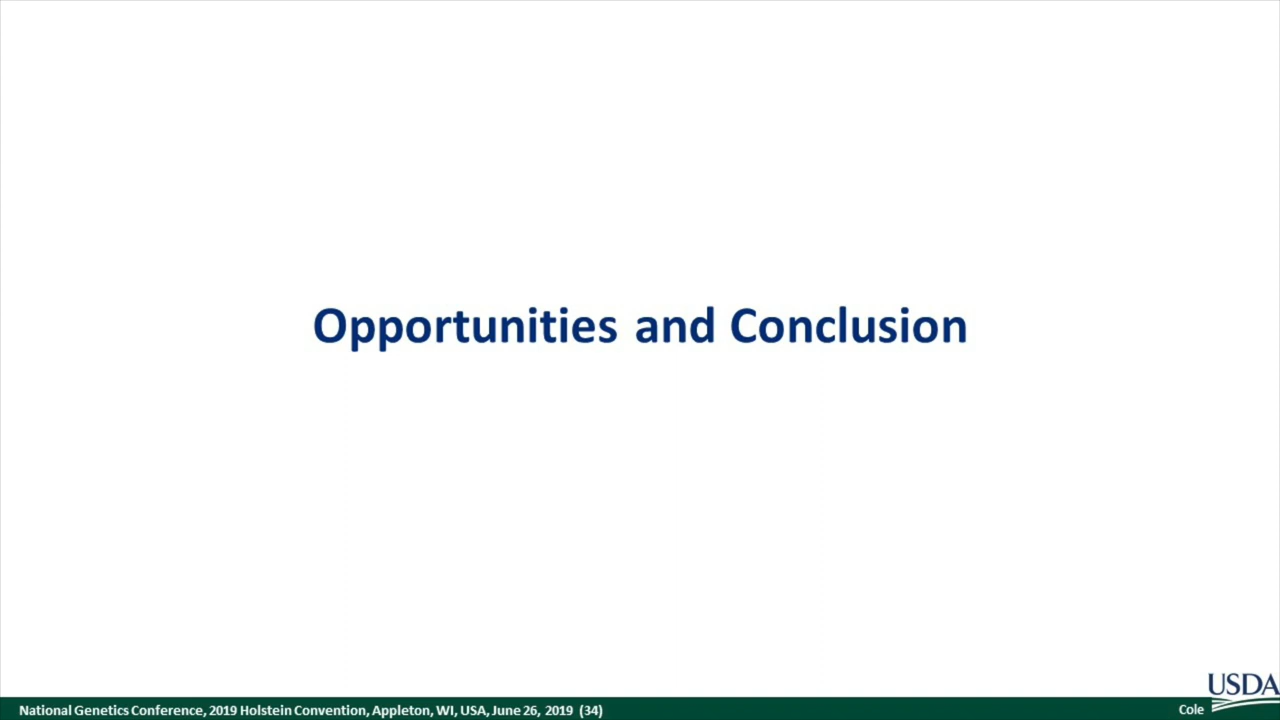 Opportunities and Conclusion
USDA
National Genetics Conference, 2019 Holstein Convention, Appleton, WI, USA, June 26, 2019 (34)
Cole